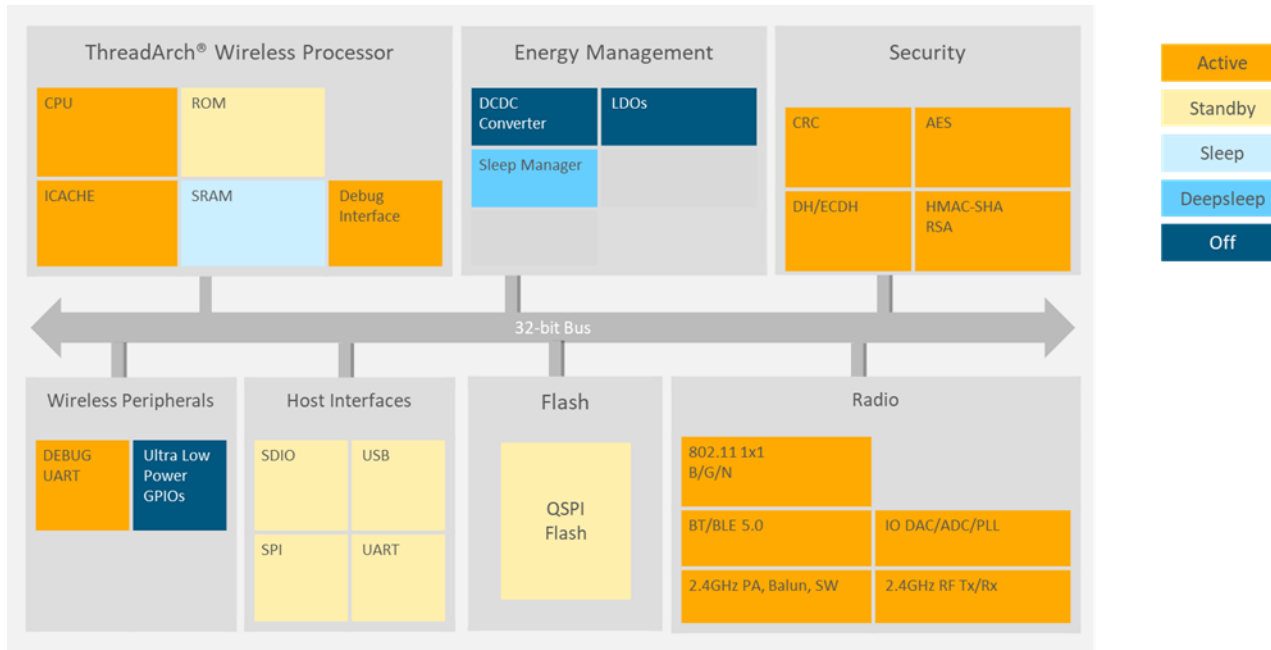 ThreadArch® Wireless Processor
CPU
ROM
ICACHE
SRAM
Debug
Interface
Energy Management
DCDC
Converter
LDOs
Sleep Manager
Security
CRC
AES
DH/ECDH
HMAC-SHA
RSA
Active
Standby
Sleep
Deepsleep
Off
32-bit Bus
Wireless Peripherals
DEBUG
UART
Ultra Low
Power
GPIOs
Host Interfaces
SDIO
USB
SPI
UART
Flash
QSPI
Flash
Radio
802.11 1x1
B/G/N
BT/BLE 5.0
IO DAC/ADC/PLL
2.4GHz PA, Balun, SW
2.4GHz RF Tx/Rx